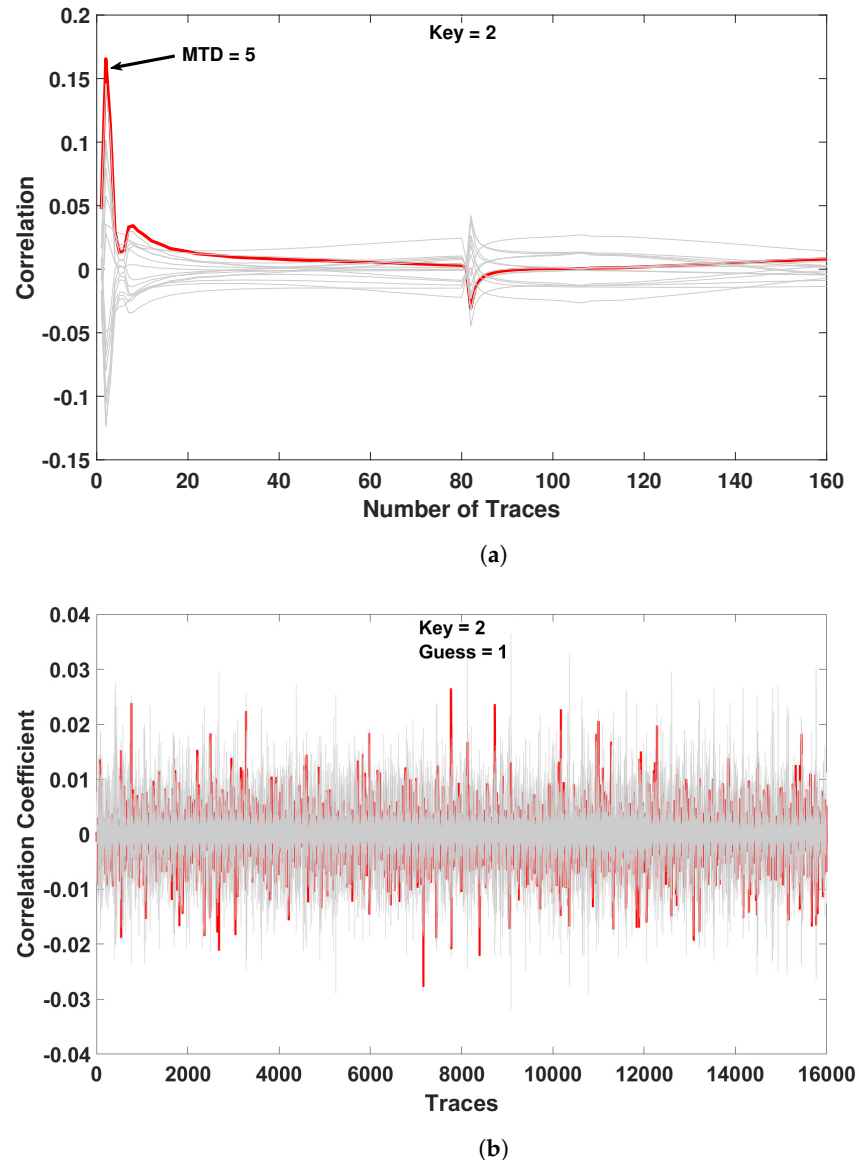 0.2
Key = 2
MTD = 5
0.15
0.1
0.05
0
-0.05
-0.1
-0.15
Correlation
0 20 40 60 80 100 120 140 160
Number of Traces
(a)
0.04
Key = 2
Guess = 1
0.03
0.02
0.01
0
-0.01
-0.02
-0.03
-0.04
Correlation Coefficient
0 2000 4000 6000 8000 10000 12000 14000 16000
Traces
(b)